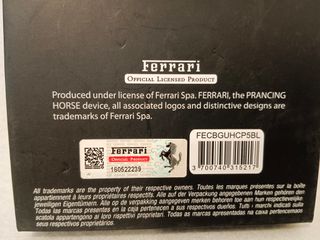 Ferrari
OFFICIAL LICENSED PRODUCT
Produced under license of Ferrari Spa. FERRARI, the PRANCING
HORSE device, all associated logos and distinctive designs are
trademarks of Ferrari Spa.
FECBGUHCP5BL
Ferrari
OFFICIAL PRODUCT
160522239
3 700740 315217
All trademarks are the property of their respective owners. Toutes les marques présentes sur la boîte
appartiennent à leurs propriétaires respectifs. Alle auf der Verpackung angegebenen Marken gehören den
jeweiligen Eigentümern. Alle op de verpakking aangegeven merken behoren toe aan hun respectieve eigenaars.
Todas las marcas presentes en la caja pertenecen a sus respectivos dueños. Tutti i marchi presenti sulla
scatola appartengono ai loro rispettivi proprietari. Todas as marcas apresentadas na caixa pertencem aos
seus respectivos proprietários.